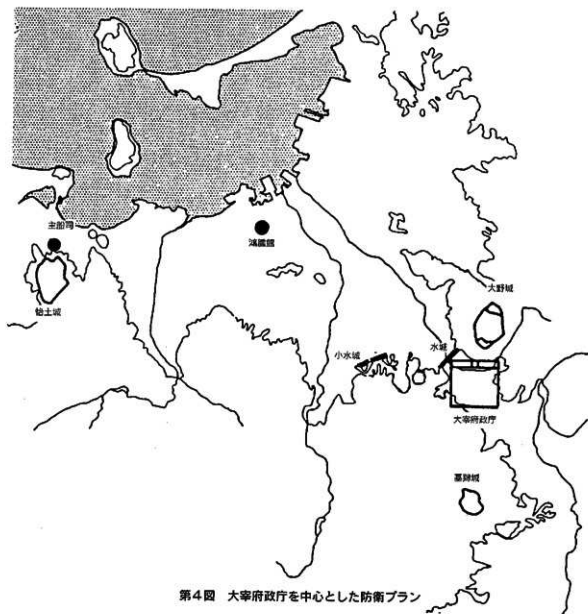 主船司
鴻臚館
怡土城
大野城
小水城
水城
大宰府政庁
基肄城
第4図 大宰府政庁を中心とした防衛プラン